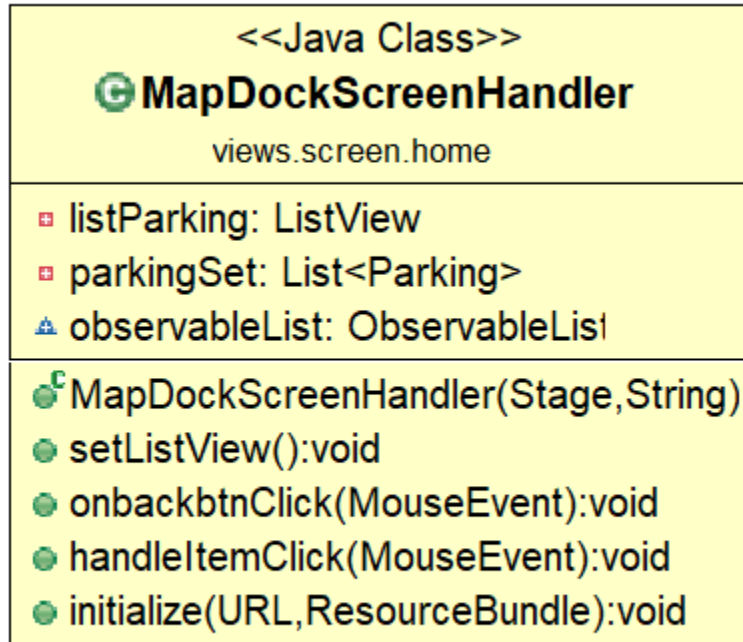 <<Java Class>>
C MapDockScreenHandler
views.screen.home
listParking: ListView
parkingSet: List<Parking>
observableList: ObservableList
C MapDockScreenHandler(Stage,String)
setListView():void
onbackbtnClick(MouseEvent):void
handleItemClick(MouseEvent):void
initialize(URL,ResourceBundle):void